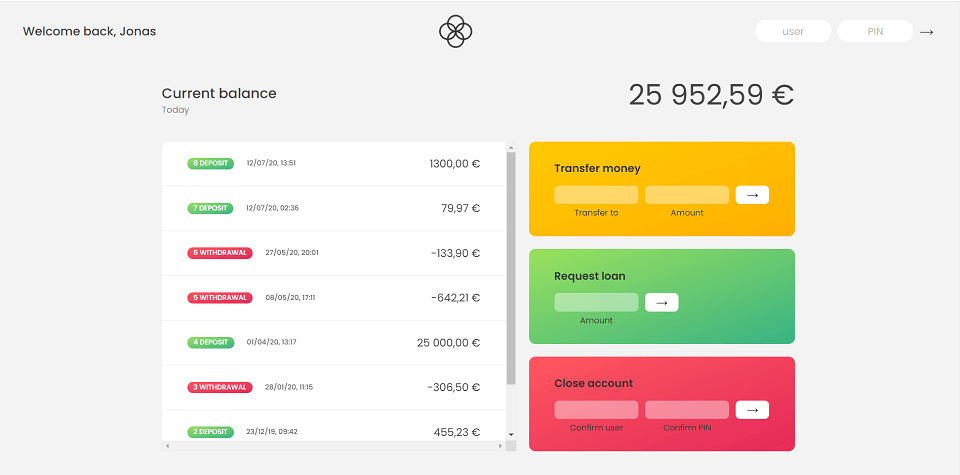 Welcome back, Jonas
user PIN →
Current balance
Today
25 952,59 €
8 DEPOSIT 12/07/20, 13:51 1300,00 €
7 DEPOSIT 12/07/20, 02:36 79,97 €
6 WITHDRAWAL 27/05/20, 20:01 -133,90 €
5 WITHDRAWAL 08/05/20, 17:11 -642,21 €
4 DEPOSIT 01/04/20, 13:17 25 000,00 €
3 WITHDRAWAL 28/01/20, 11:15 -306,50 €
2 DEPOSIT 23/12/19, 09:42 455,23 €
Transfer money
→
Transfer to Amount
Request loan
→
Amount
Close account
→
Confirm user Confirm PIN